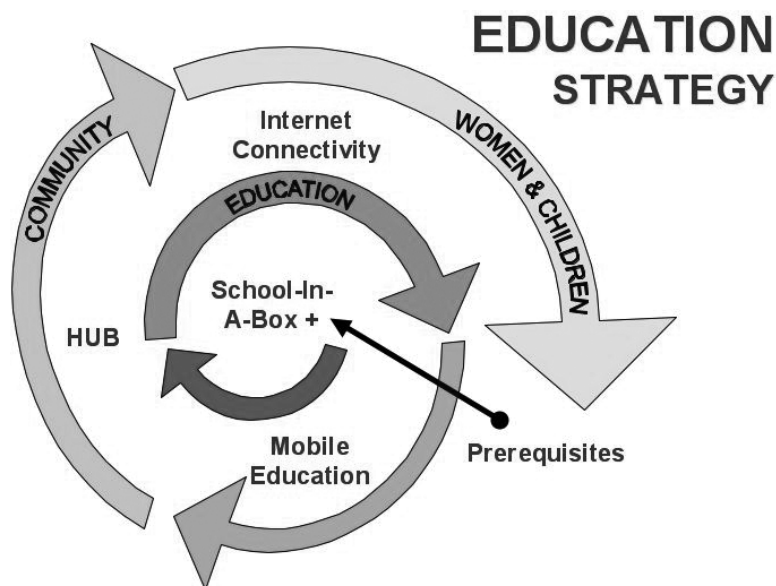 EDUCATION
STRATEGY
Internet
Connectivity
WOMEN & CHILDREN
COMMUNITY
EDUCATION
School-In-
A-Box +
HUB
Mobile
Education
Prerequisites